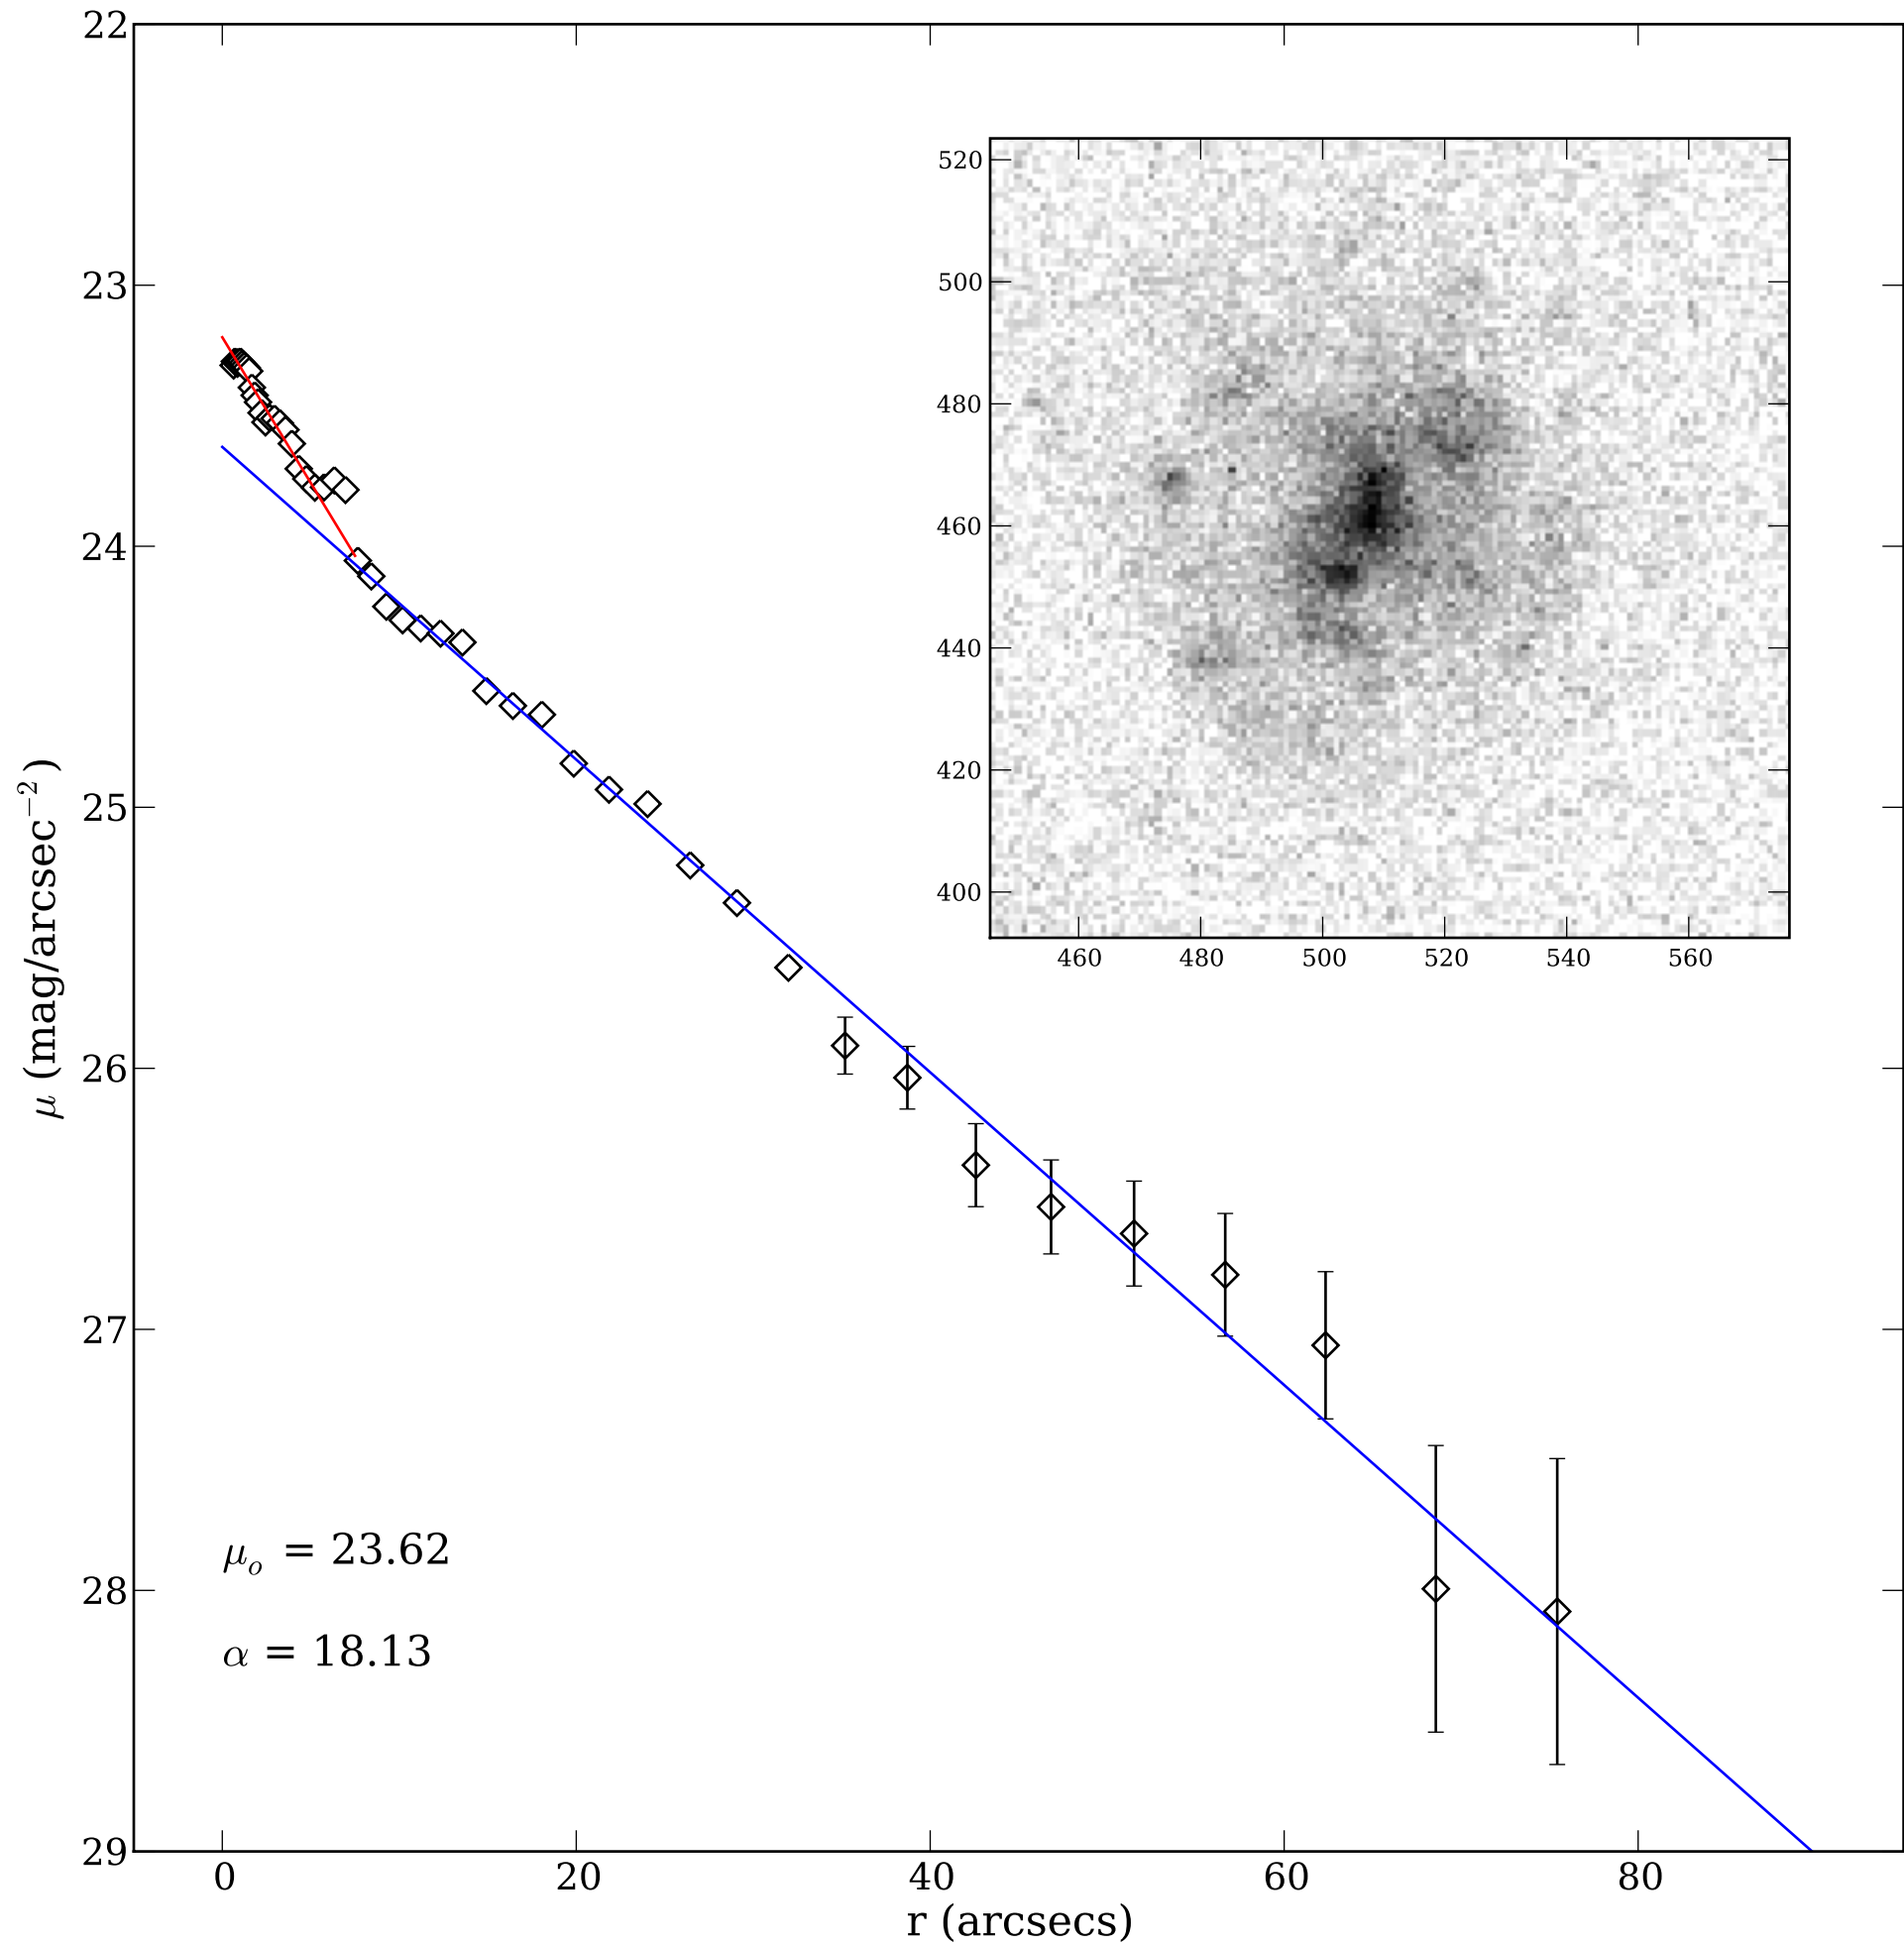 22
23
24
25
26
27
28
29
μ (mag/arcsec⁻²)
520
500
480
460
440
420
400
460 480 500 520 540 560
μₒ = 23.62
α = 18.13
0 20 40 60 80
r (arcsecs)